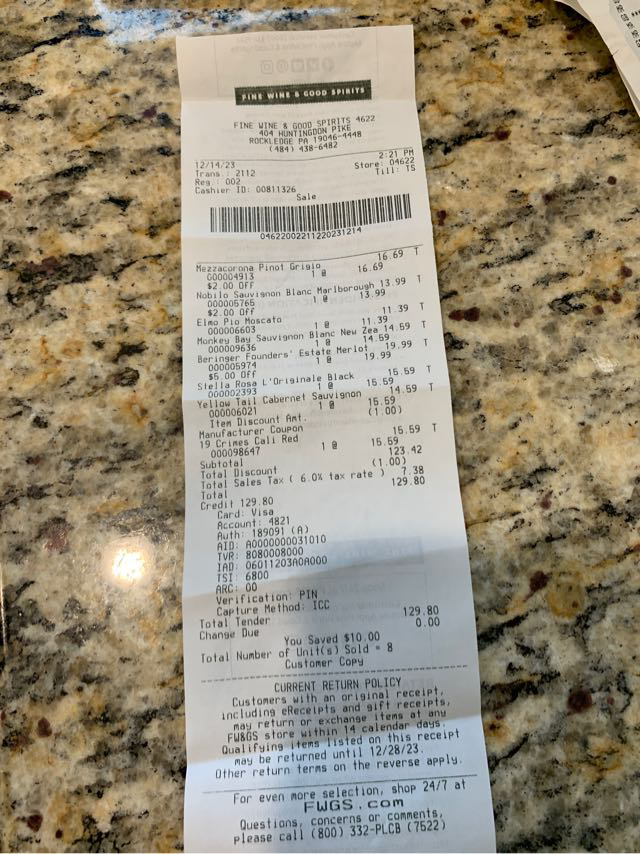 FINE WINE & GOOD SPIRITS
FINE WINE & GOOD SPIRITS 4622
404 HUNTINGDON PIKE
ROCKLEDGE PA 19046-4448
(484) 438-6482
12/14/23 2:21 PM
Trans.: 2112 Store: 04622
Reg.: 002 Till: TS
Cashier ID: 00811326
Sale
04622002211220231214
Mezzacorona Pinot Grigio 16.69 T
000004913 1 @ 16.69
$2.00 Off
Nobilo Sauvignon Blanc Marlborough 13.99 T
000005765 1 @ 13.99
$2.00 Off
Elmo Pio Moscato 11.39 T
000006603 1 @ 11.39
Monkey Bay Sauvignon Blanc New Zea 14.59 T
000009636 1 @ 14.59
Beringer Founders' Estate Merlot 19.99 T
000005974 1 @ 19.99
$5.00 Off
Stella Rosa L'Originale Black 15.59 T
000002393 1 @ 15.59
Yellow Tail Cabernet Sauvignon 14.59 T
000006021 1 @ 15.59
Item Discount Amt. (1.00)
Manufacturer Coupon
19 Crimes Cali Red 15.59 T
000098647 1 @ 15.59
Subtotal 123.42
Total Discount (1.00)
Total Sales Tax ( 6.0% tax rate ) 7.38
Total 129.80
Credit 129.80
Card: Visa
Account: 4821
Auth: 189091 (A)
AID: A0000000031010
TVR: 8080008000
IAD: 06011203A0A000
TSI: 6800
ARC: 00
Verification: PIN
Capture Method: ICC
Total Tender 129.80
Change Due 0.00
You Saved $10.00
Total Number of Unit(s) Sold = 8
Customer Copy
CURRENT RETURN POLICY
Customers with an original receipt,
including eReceipts and gift receipts,
may return or exchange items at any
FW&GS store within 14 calendar days.
Qualifying items listed on this receipt
may be returned until 12/28/23.
Other return terms on the reverse apply.
For even more selection, shop 24/7 at
FWGS.com
Questions, concerns or comments,
please call (800) 332-PLCB (7522)